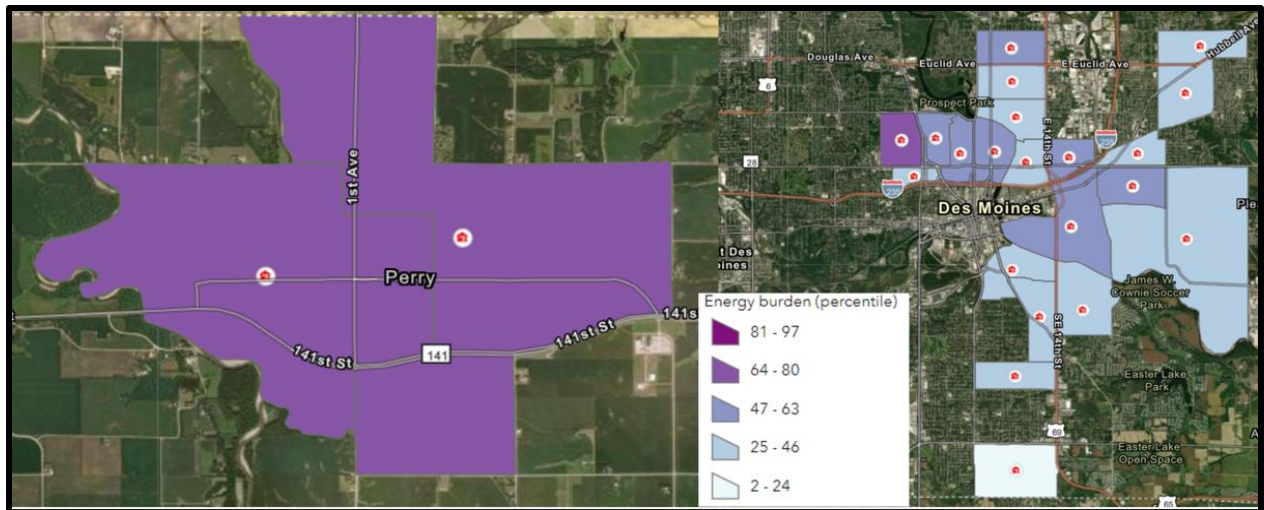 1st Ave
Perry
141st St
141
141st St
141s
Douglas Ave
Euclid Ave
E Euclid Ave
Hubbell Ave
6
Prospect Park
E 14th St
28
235
Des Moines
Ple
t Des
oines
James W.
Cownie Soccer
Park
SE 14th St
Easter Lake
Park
69
Easter Lake
Open Space
A
65
Energy burden (percentile)
81 - 97
64 - 80
47 - 63
25 - 46
2 - 24